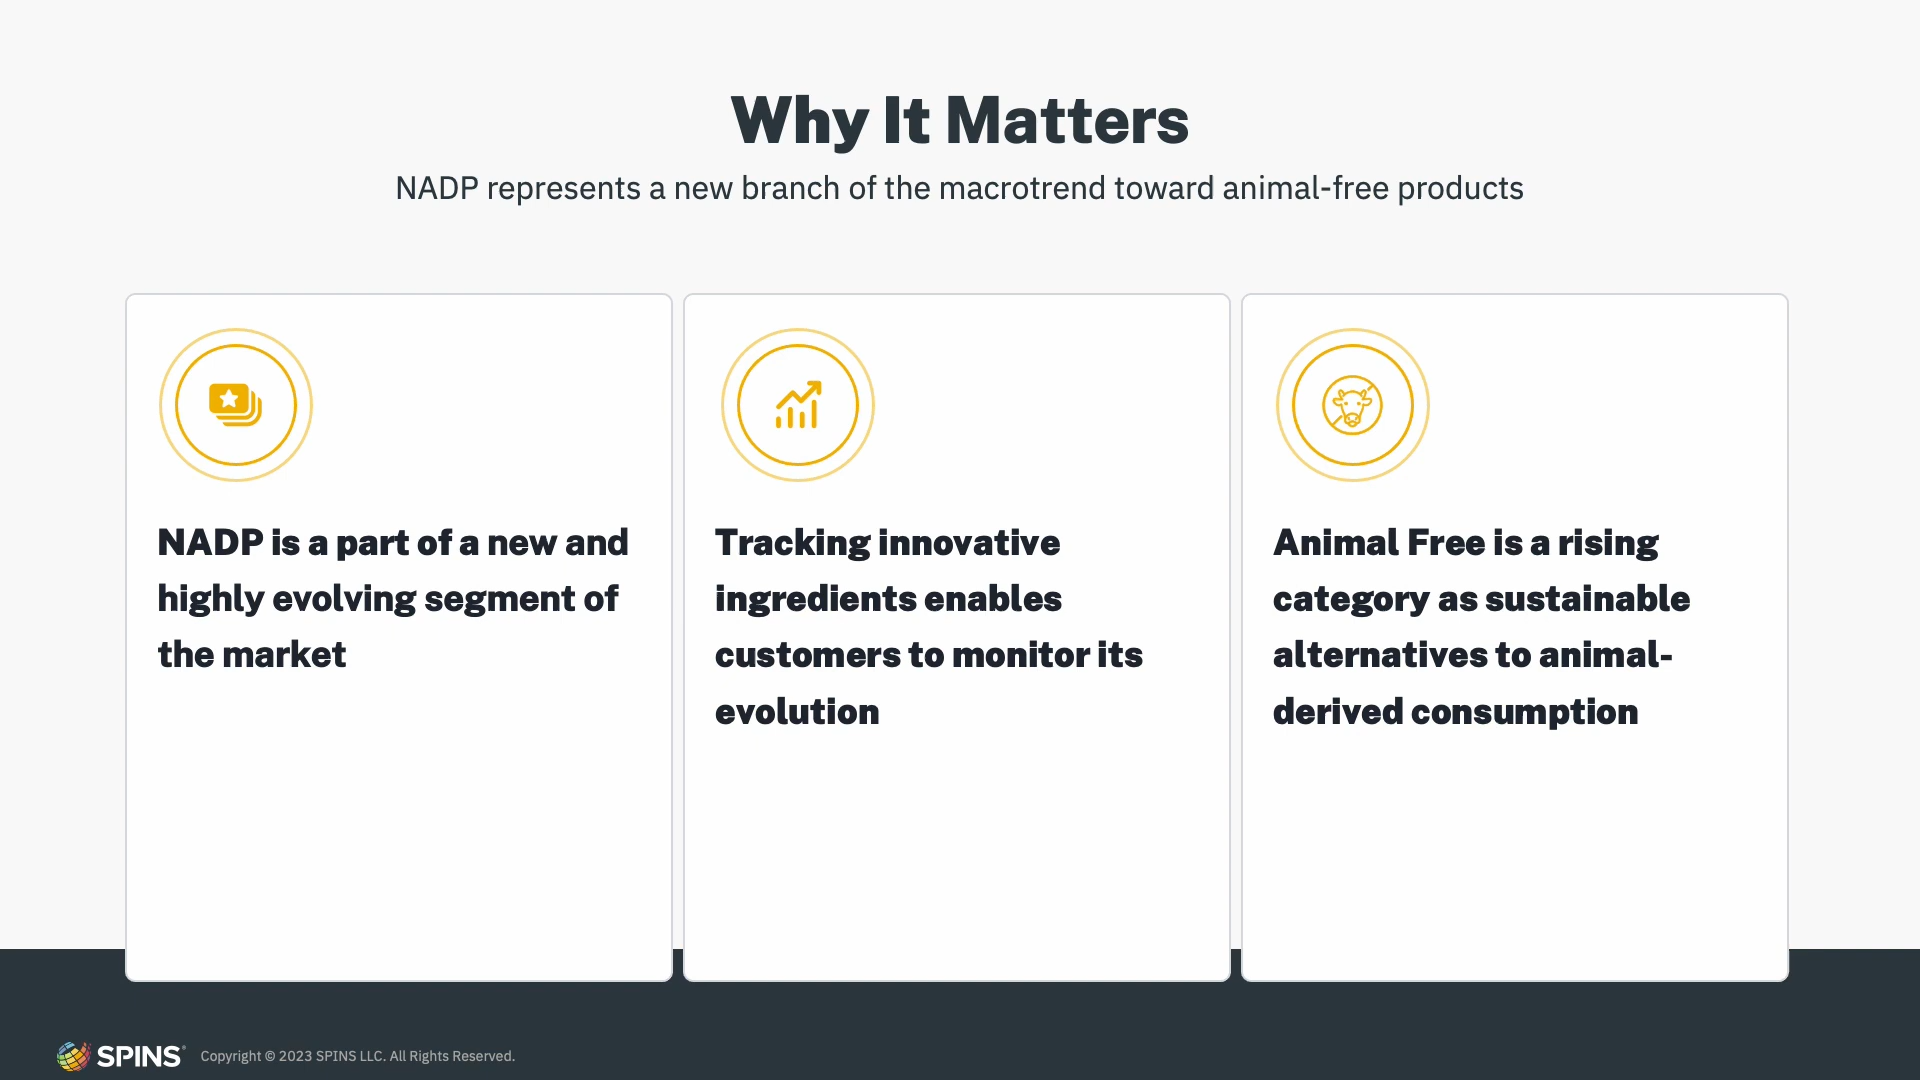 Why It Matters
NADP represents a new branch of the macrotrend toward animal-free products
NADP is a part of a new and
highly evolving segment of
the market
Tracking innovative
ingredients enables
customers to monitor its
evolution
Animal Free is a rising
category as sustainable
alternatives to animal-
derived consumption
SPINS® Copyright © 2023 SPINS LLC. All Rights Reserved.